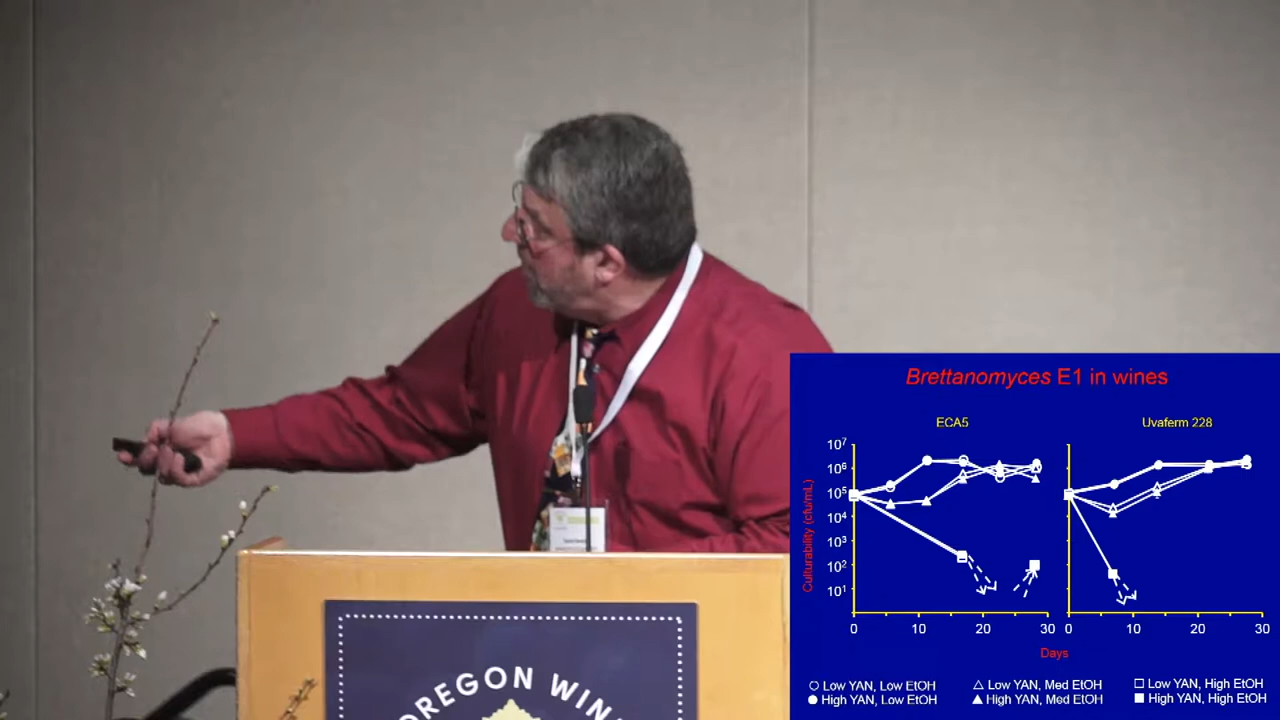 Brettanomyces E1 in wines
ECA5
Uvaferm 228
Culturability (cfu/mL)
10⁷
10⁶
10⁵
10⁴
10³
10²
10¹
0 10 20 30
0 10 20 30
Days
Low YAN, Low EtOH
High YAN, Low EtOH
Low YAN, Med EtOH
High YAN, Med EtOH
Low YAN, High EtOH
High YAN, High EtOH
OREGON WIN